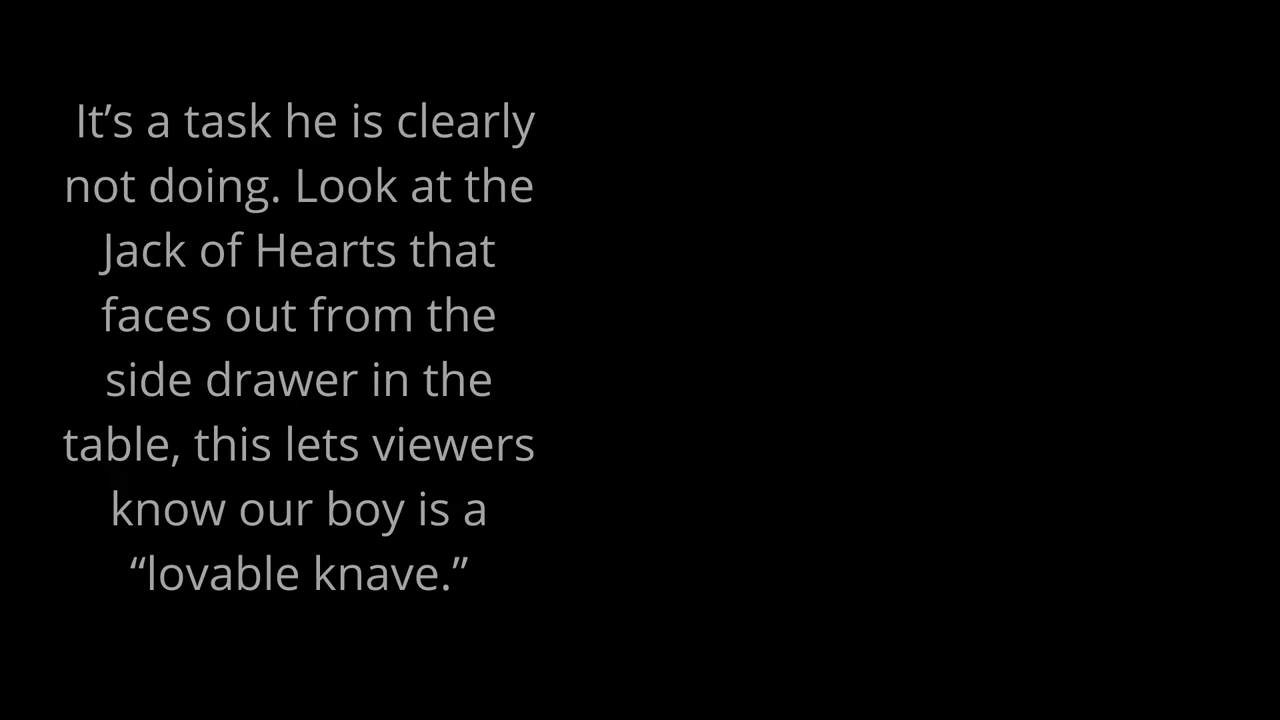 It’s a task he is clearly
not doing. Look at the
Jack of Hearts that
faces out from the
side drawer in the
table, this lets viewers
know our boy is a
“lovable knave.”